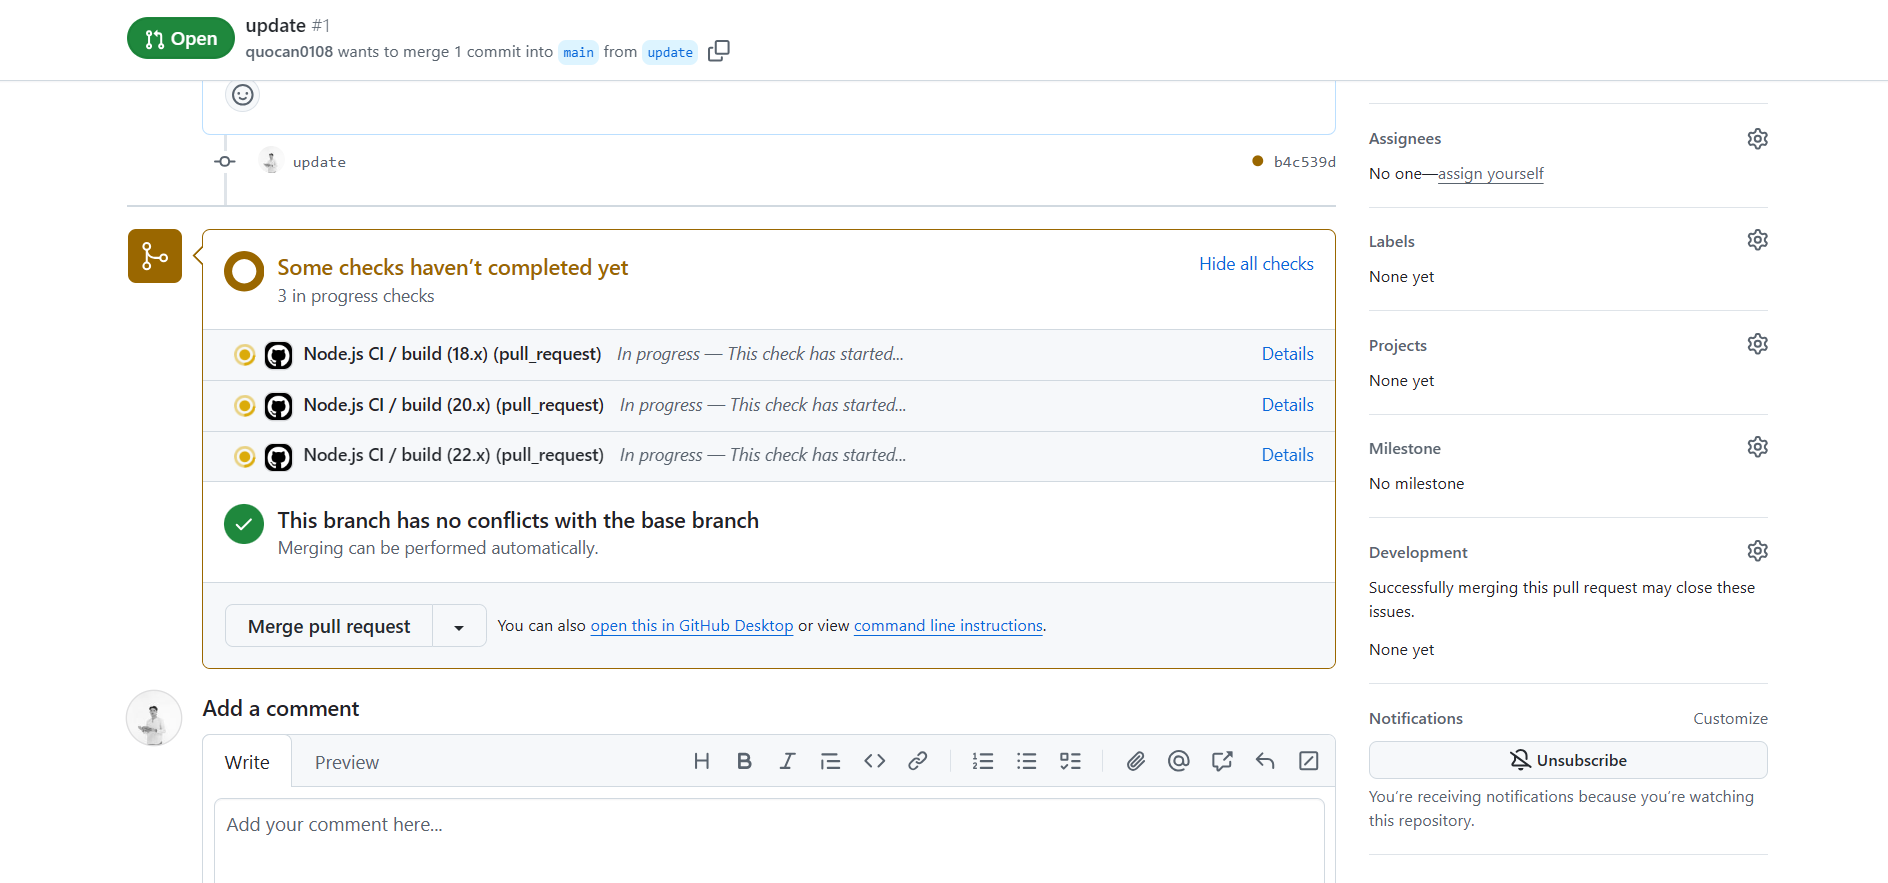 Open
update #1
quocan0108 wants to merge 1 commit into main from update
update
b4c539d
Some checks haven't completed yet
Hide all checks
3 in progress checks
Node.js CI / build (18.x) (pull_request) In progress — This check has started... Details
Node.js CI / build (20.x) (pull_request) In progress — This check has started... Details
Node.js CI / build (22.x) (pull_request) In progress — This check has started... Details
This branch has no conflicts with the base branch
Merging can be performed automatically.
Merge pull request
You can also open this in GitHub Desktop or view command line instructions.
Add a comment
Write
Preview
Add your comment here...
Assignees
No one—assign yourself
Labels
None yet
Projects
None yet
Milestone
No milestone
Development
Successfully merging this pull request may close these
issues.
None yet
Notifications
Customize
Unsubscribe
You're receiving notifications because you're watching
this repository.